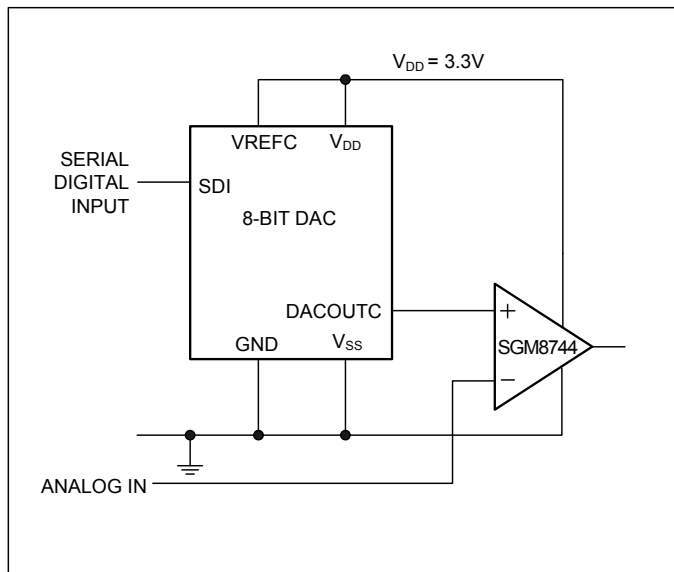 V_DD = 3.3V
VREFC
V_DD
SERIAL
DIGITAL
INPUT
SDI
8-BIT DAC
DACOUTC
+
GND
V_SS
SGM8744
−
ANALOG IN